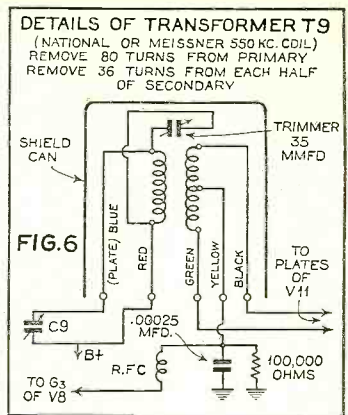 DETAILS OF TRANSFORMER T9
(NATIONAL OR MEISSNER 550 KC. COIL)
REMOVE 80 TURNS FROM PRIMARY
REMOVE 36 TURNS FROM EACH HALF
OF SECONDARY
SHIELD
CAN
TRIMMER
35
MMFD
FIG.6
(PLATE) BLUE
RED
GREEN
YELLOW
BLACK
TO
PLATES
OF
V11
C9
B+
.00025
MFD.
R.F.C
100,000
OHMS
TO G3
OF V8